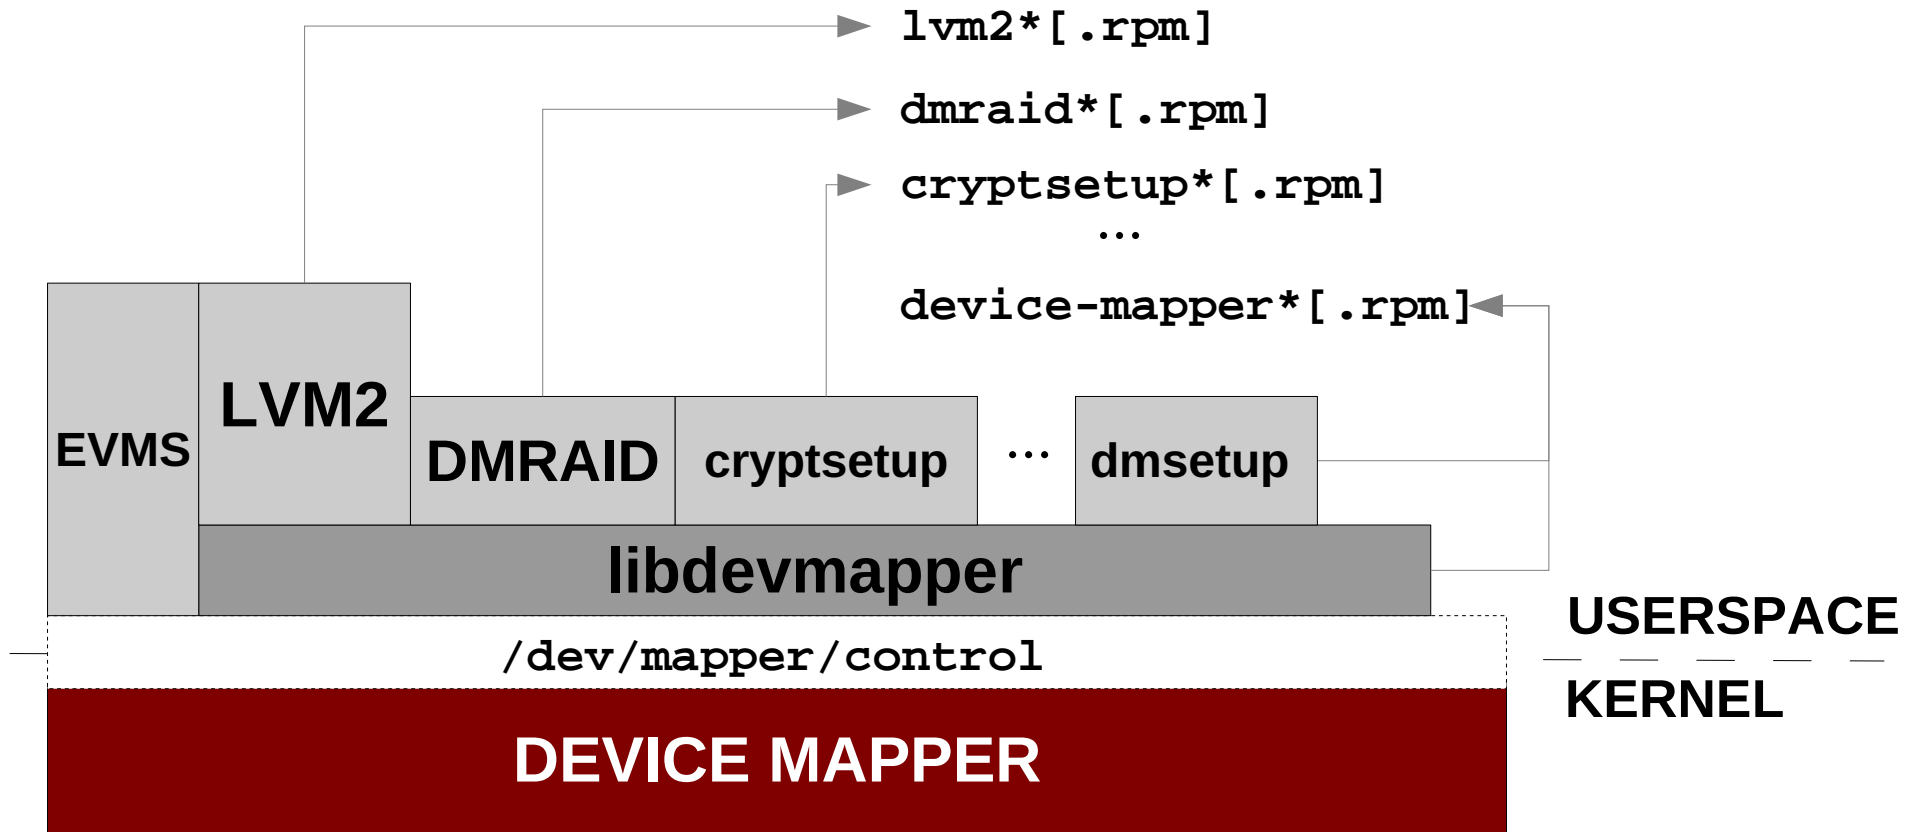 lvm2*[.rpm]
dmraid*[.rpm]
cryptsetup*[.rpm]
...
device-mapper*[.rpm]
EVMS
LVM2
DMRAID
cryptsetup
...
dmsetup
libdevmapper
/dev/mapper/control
USERSPACE
KERNEL
DEVICE MAPPER